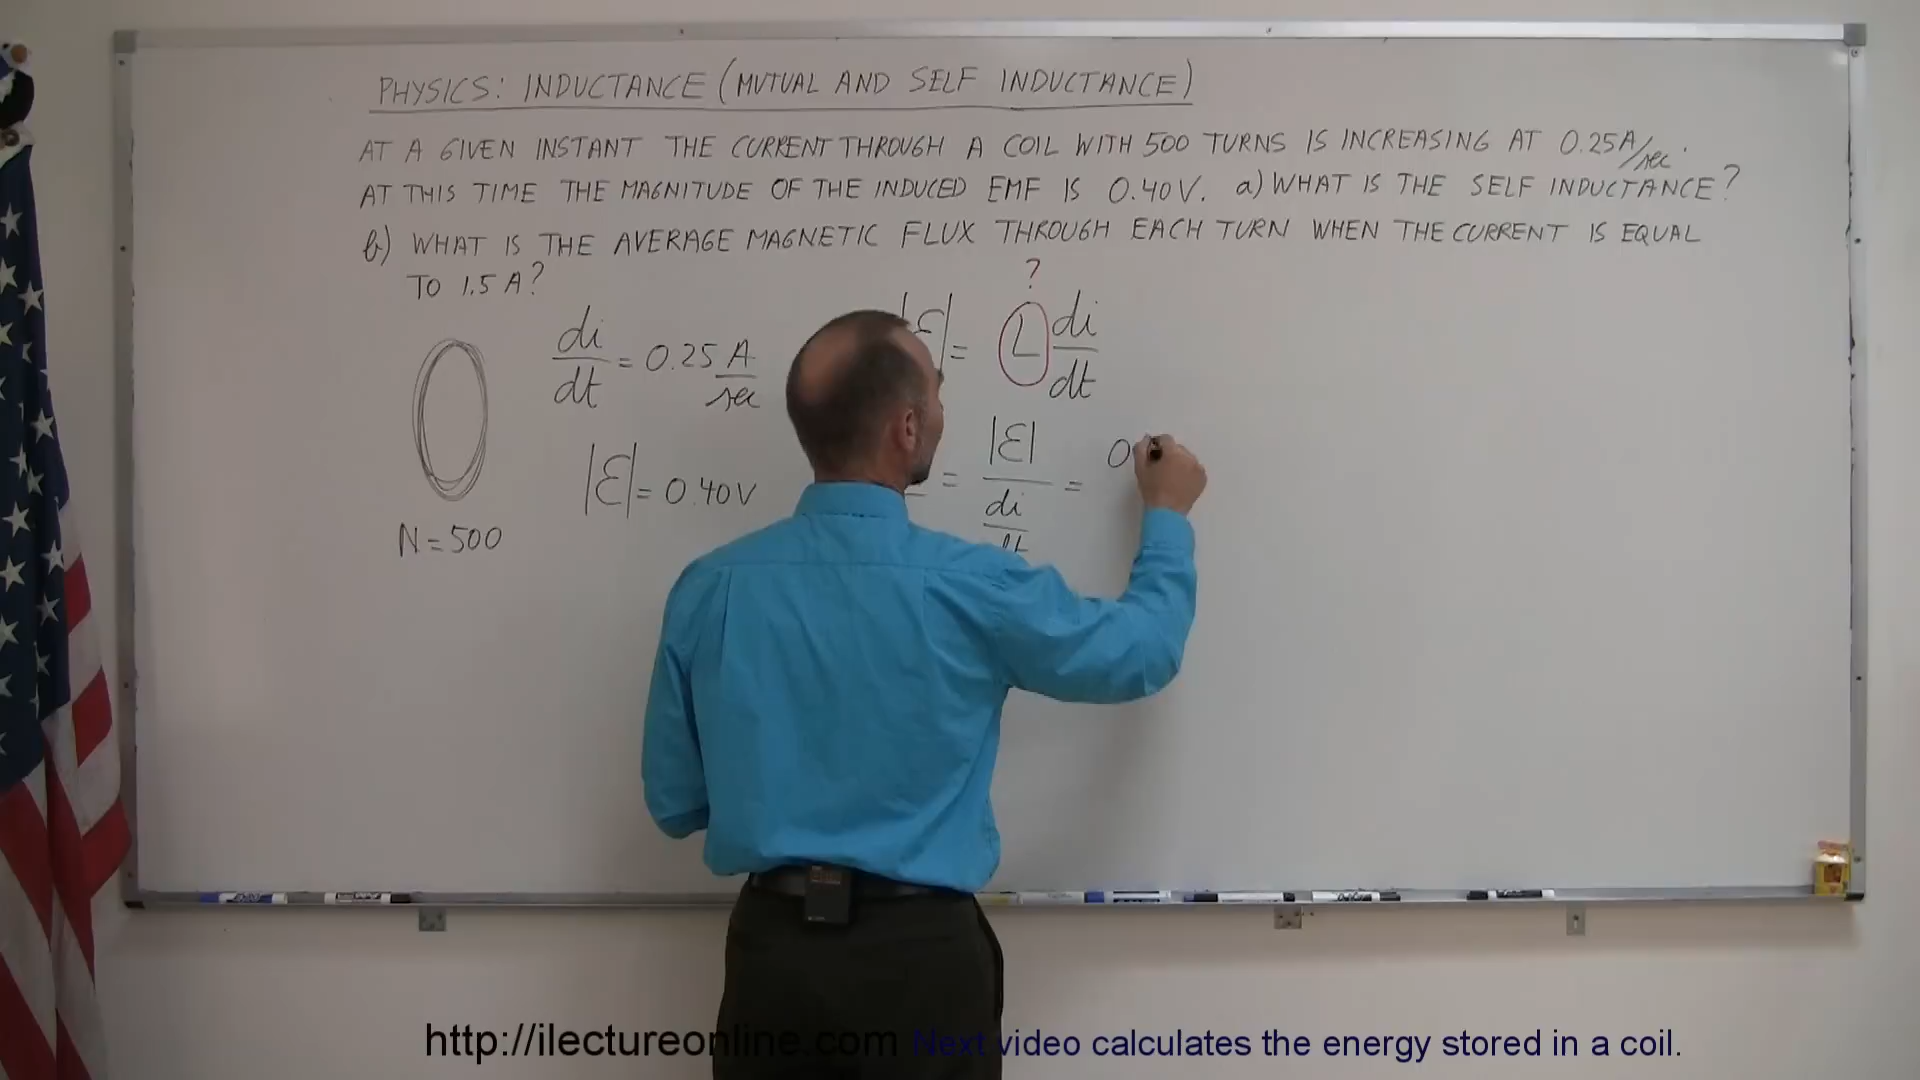 PHYSICS: INDUCTANCE (MUTUAL AND SELF INDUCTANCE)
AT A GIVEN INSTANT THE CURRENT THROUGH A COIL WITH 500 TURNS IS INCREASING AT 0.25A/sec.
AT THIS TIME THE MAGNITUDE OF THE INDUCED EMF IS 0.40V. a) WHAT IS THE SELF INDUCTANCE?
b) WHAT IS THE AVERAGE MAGNETIC FLUX THROUGH EACH TURN WHEN THE CURRENT IS EQUAL
TO 1.5 A?
?
di/dt = 0.25 A/sec
|ε| = L di/dt
|ε| = 0.40V
= |ε| / di/dt = 0
N = 500
http://ilectureonline.com Next video calculates the energy stored in a coil.